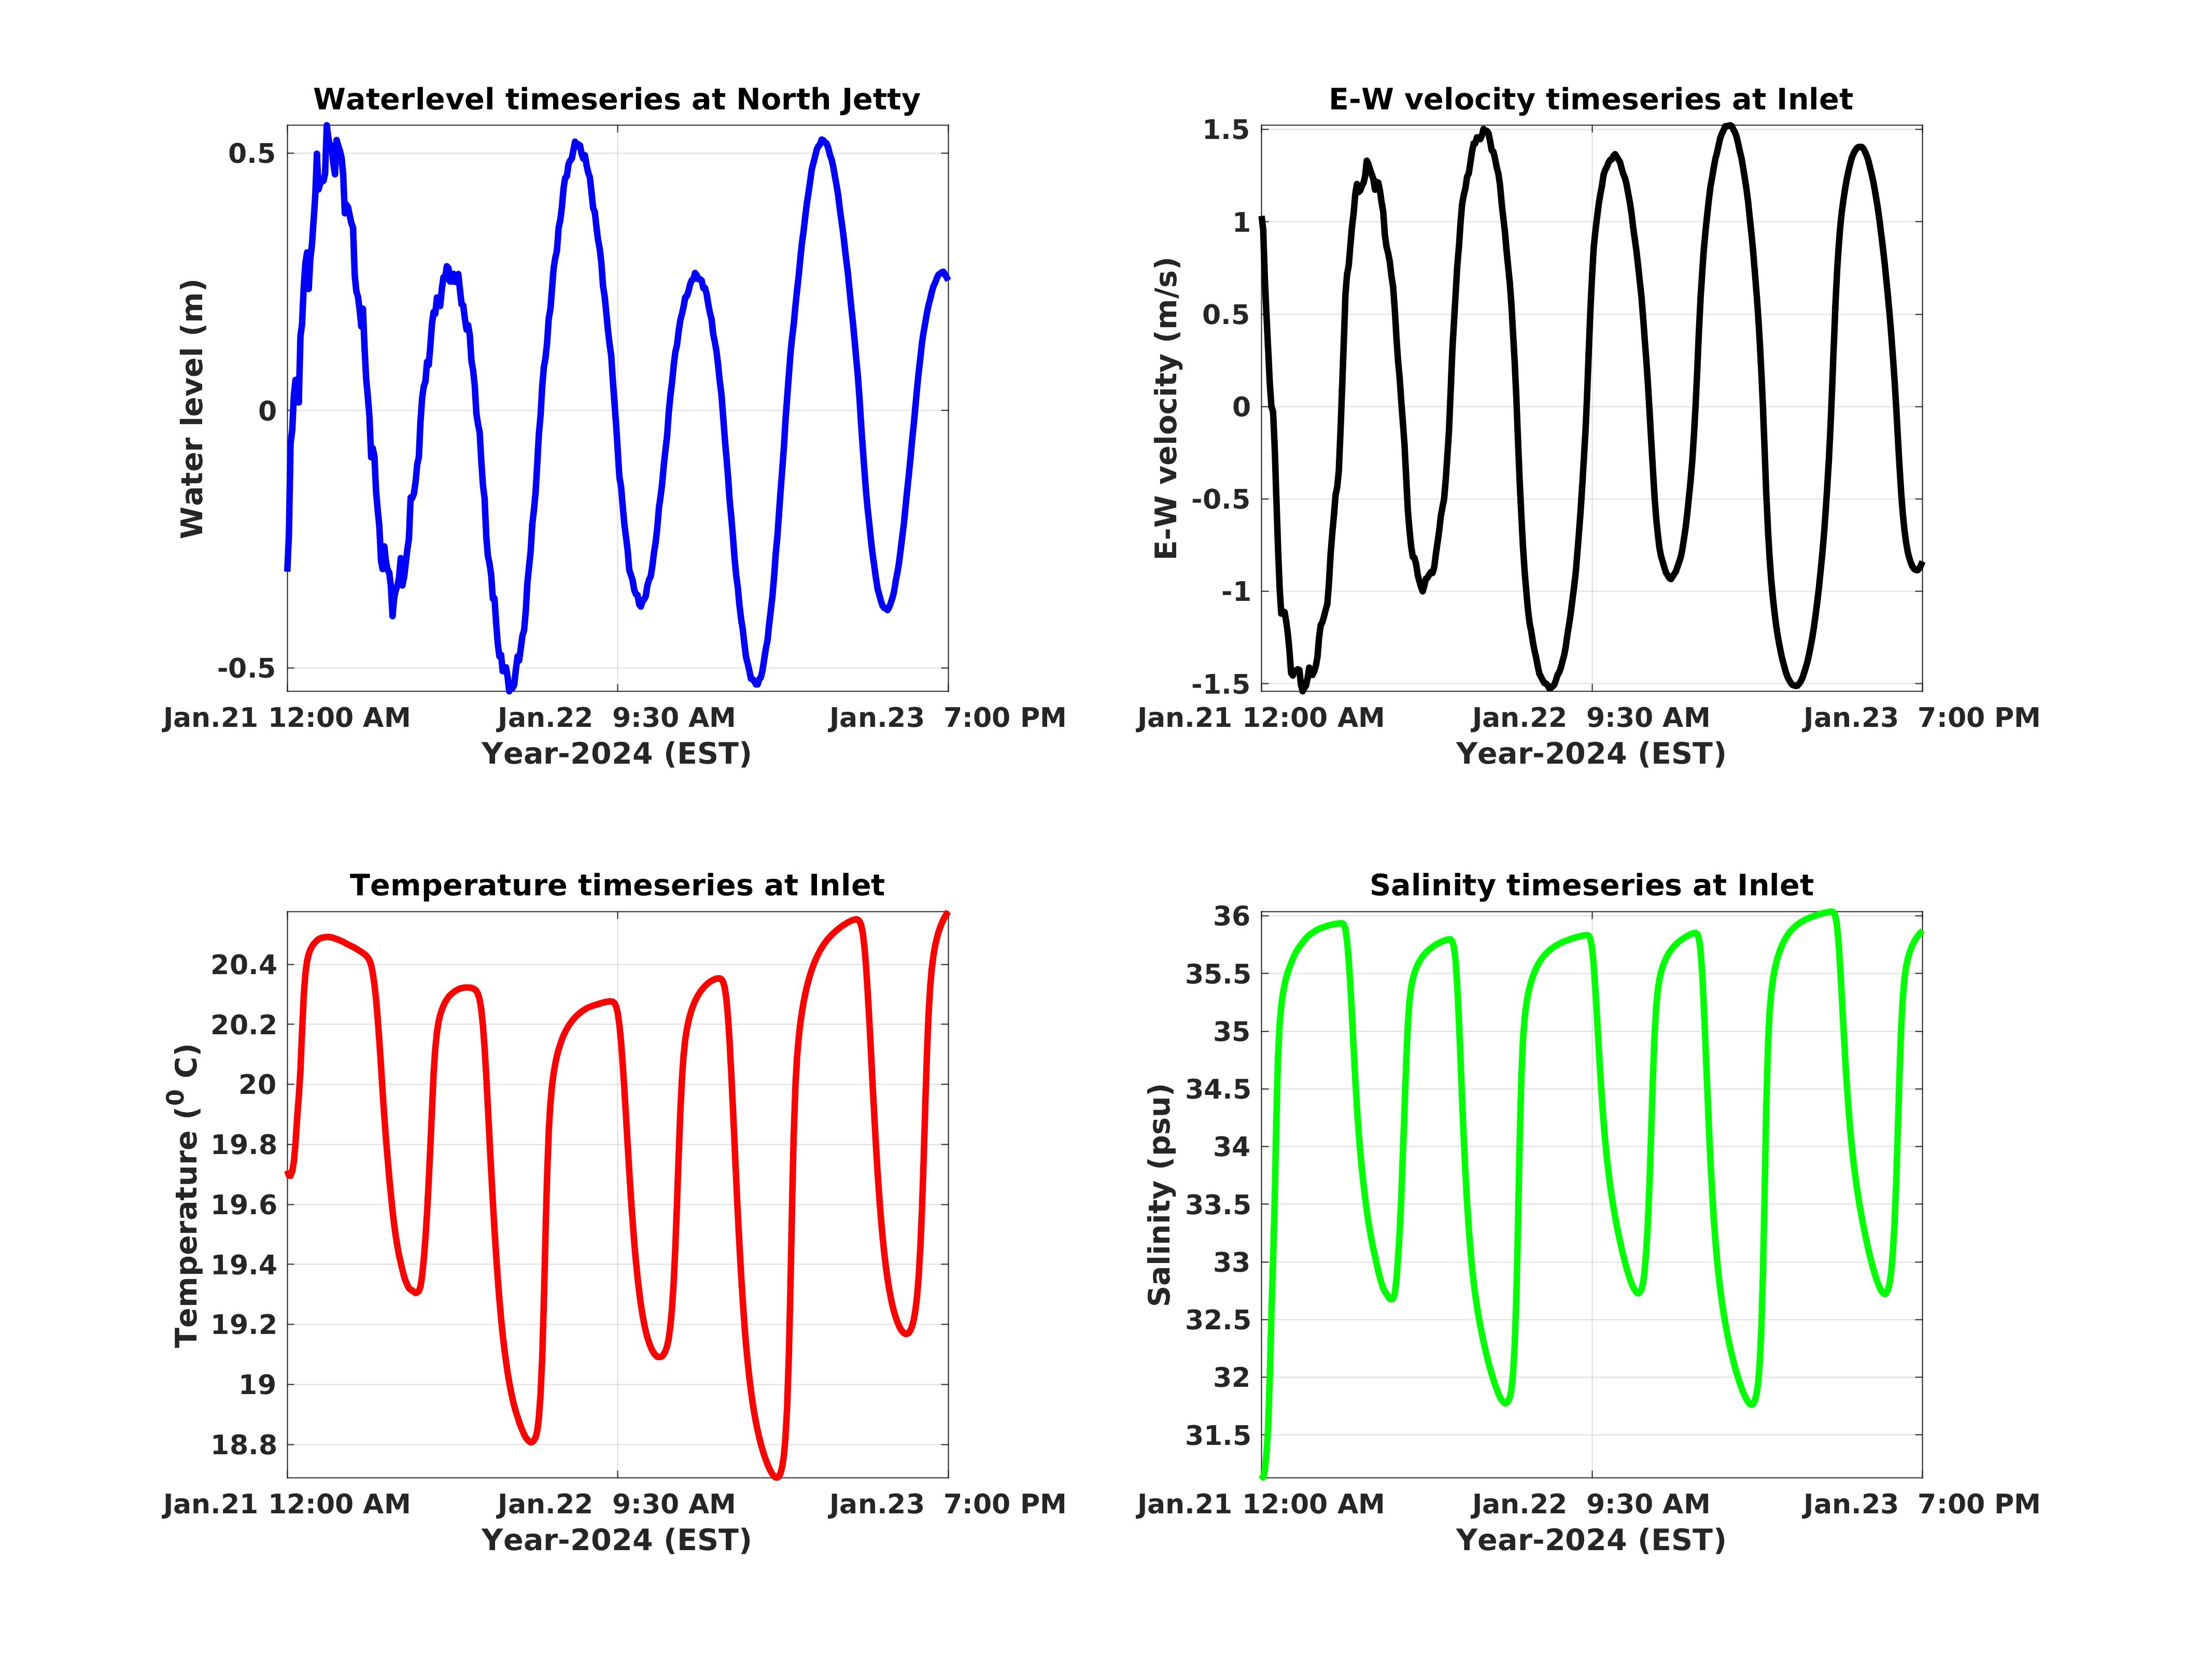 Waterlevel timeseries at North Jetty
Water level (m)
0.5
0
-0.5
Jan.21 12:00 AM Jan.22 9:30 AM Jan.23 7:00 PM
Year-2024 (EST)
E-W velocity timeseries at Inlet
E-W velocity (m/s)
1.5
1
0.5
0
-0.5
-1
-1.5
Jan.21 12:00 AM Jan.22 9:30 AM Jan.23 7:00 PM
Year-2024 (EST)
Temperature timeseries at Inlet
Temperature (⁰ C)
20.4
20.2
20
19.8
19.6
19.4
19.2
19
18.8
Jan.21 12:00 AM Jan.22 9:30 AM Jan.23 7:00 PM
Year-2024 (EST)
Salinity timeseries at Inlet
Salinity (psu)
36
35.5
35
34.5
34
33.5
33
32.5
32
31.5
Jan.21 12:00 AM Jan.22 9:30 AM Jan.23 7:00 PM
Year-2024 (EST)